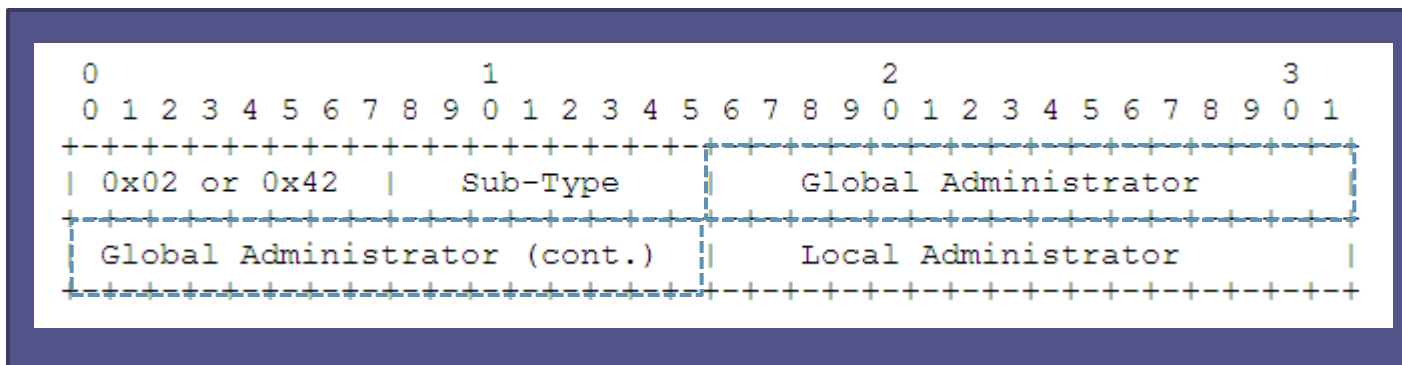 0                   1                   2                   3
0 1 2 3 4 5 6 7 8 9 0 1 2 3 4 5 6 7 8 9 0 1 2 3 4 5 6 7 8 9 0 1
+-+-+-+-+-+-+-+-+-+-+-+-+-+-+-+-+-+-+-+-+-+-+-+-+-+-+-+-+-+-+-+-+
| 0x02 or 0x42 | Sub-Type | Global Administrator |
+-+-+-+-+-+-+-+-+-+-+-+-+-+-+-+-+-+-+-+-+-+-+-+-+-+-+-+-+-+-+-+-+
| Global Administrator (cont.) | Local Administrator |
+-+-+-+-+-+-+-+-+-+-+-+-+-+-+-+-+-+-+-+-+-+-+-+-+-+-+-+-+-+-+-+-+